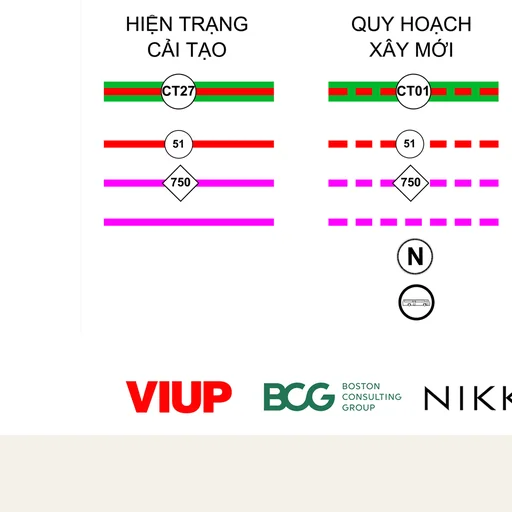 HIỆN TRẠNG
CẢI TẠO
QUY HOẠCH
XÂY MỚI
CT27
CT01
51
51
750
750
N
VIUP
BCG
BOSTON
CONSULTING
GROUP
NIKK